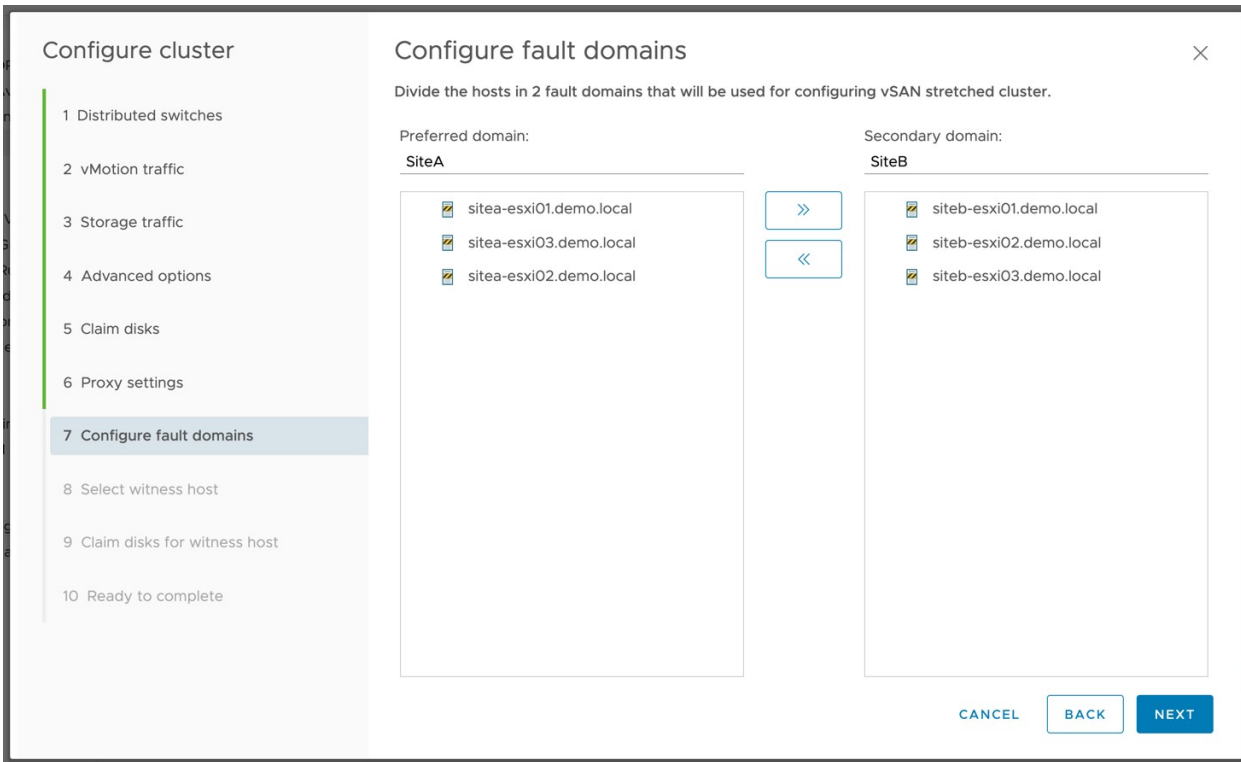 Configure cluster
1 Distributed switches
2 vMotion traffic
3 Storage traffic
4 Advanced options
5 Claim disks
6 Proxy settings
7 Configure fault domains
8 Select witness host
9 Claim disks for witness host
10 Ready to complete
Configure fault domains
Divide the hosts in 2 fault domains that will be used for configuring vSAN stretched cluster.
Preferred domain:
SiteA
sitea-esxi01.demo.local
sitea-esxi03.demo.local
sitea-esxi02.demo.local
Secondary domain:
SiteB
siteb-esxi01.demo.local
siteb-esxi02.demo.local
siteb-esxi03.demo.local
CANCEL
BACK
NEXT